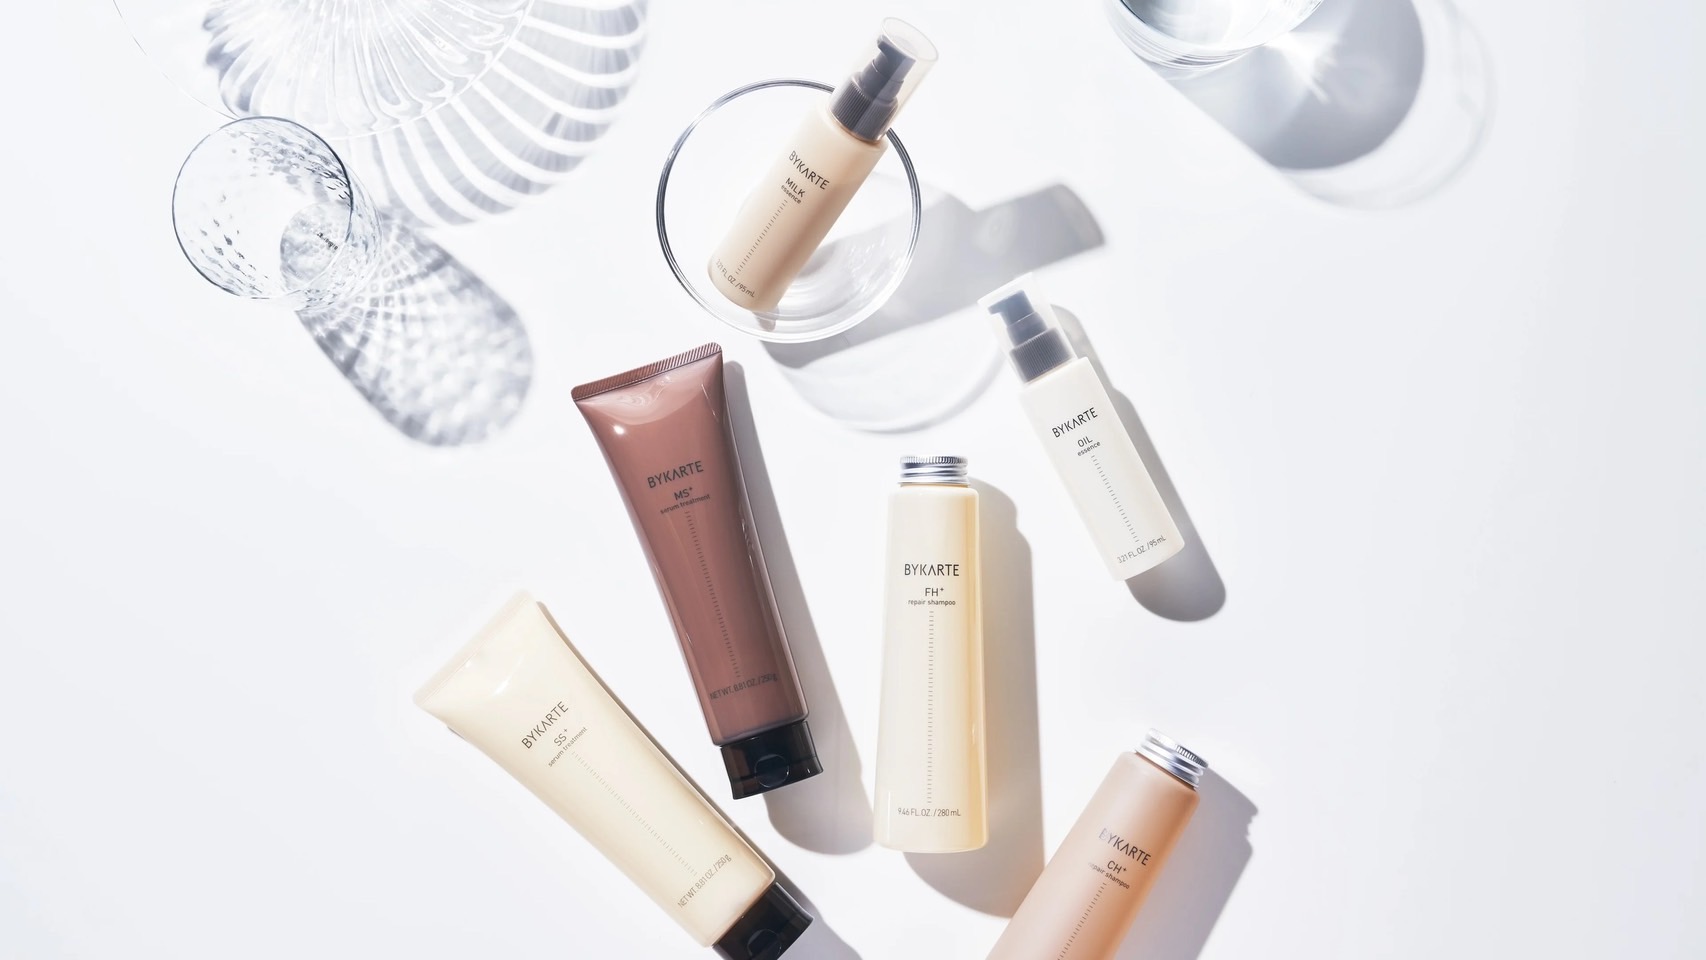 BYKARTE
MILK
essence
3.21 FL.OZ./95mL
BYKARTE
OIL
essence
3.21 FL.OZ./95mL
BYKARTE
MS+
serum treatment
NET WT. 8.81 OZ./250g
BYKARTE
FH+
repair shampoo
9.46 FL.OZ./280mL
BYKARTE
SS+
serum treatment
NET WT. 8.81 OZ./250g
BYKARTE
CH+
repair shampoo